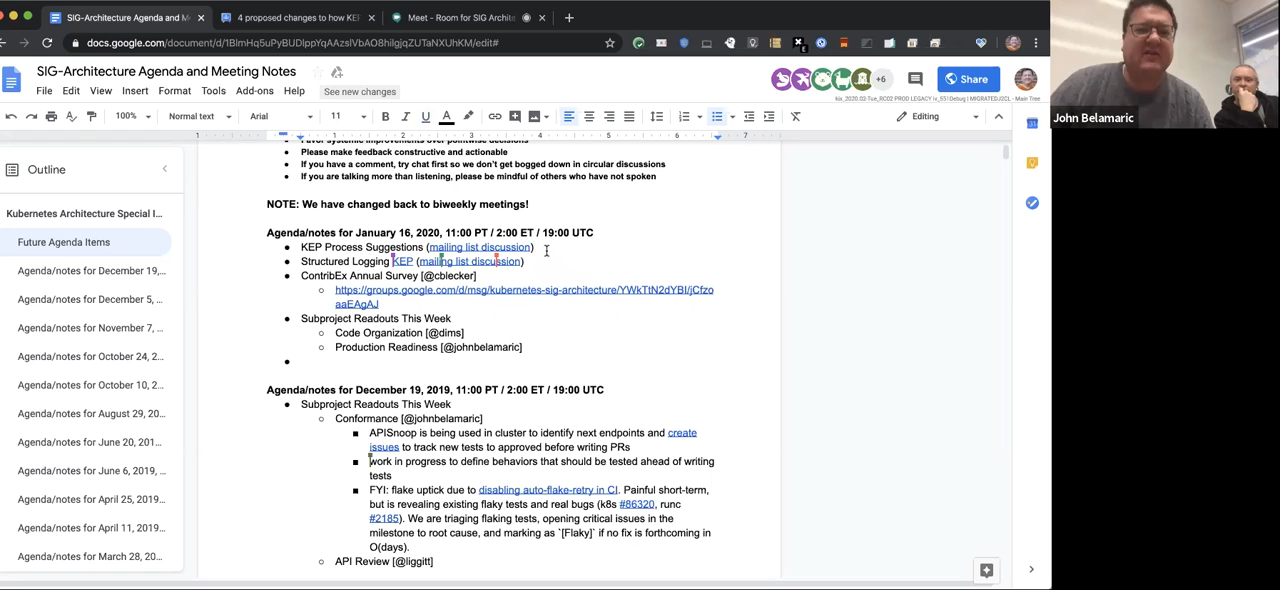 SIG-Architecture Agenda and M
4 proposed changes to how KEP
Meet - Room for SIG Archite
docs.google.com/document/d/1BlmHq5uPyBUDlppYqAAzslVbAO8hilgjqZUTaNXUhKM/edit#
SIG-Architecture Agenda and Meeting Notes
File Edit View Insert Format Tools Add-ons Help See new changes
+6
Share
100% Normal text Arial 11 B I U A Editing
1 1 2 3 4 5 6 7
Outline
Kubernetes Architecture Special I...
Future Agenda Items
Agenda/notes for December 19,...
Agenda/notes for December 5, ...
Agenda/notes for November 7, ...
Agenda/notes for October 24, 2...
Agenda/notes for October 10, 2...
Agenda/notes for August 29, 20...
Agenda/notes for June 20, 201...
Agenda/notes for June 6, 2019, ...
Agenda/notes for April 25, 2019...
Agenda/notes for April 11, 2019...
Agenda/notes for March 28, 20...
Favor systemic improvements over pointwise decisions
Please make feedback constructive and actionable
If you have a comment, try chat first so we don't get bogged down in circular discussions
If you are talking more than listening, please be mindful of others who have not spoken
NOTE: We have changed back to biweekly meetings!
Agenda/notes for January 16, 2020, 11:00 PT / 2:00 ET / 19:00 UTC
KEP Process Suggestions (mailing list discussion)
Structured Logging KEP (mailing list discussion)
ContribEx Annual Survey [@cblecker]
https://groups.google.com/d/msg/kubernetes-sig-architecture/YWkTtN2dYBI/jCfzo
aaEAgAJ
Subproject Readouts This Week
Code Organization [@dims]
Production Readiness [@johnbelamaric]
Agenda/notes for December 19, 2019, 11:00 PT / 2:00 ET / 19:00 UTC
Subproject Readouts This Week
Conformance [@johnbelamaric]
APISnoop is being used in cluster to identify next endpoints and create
issues to track new tests to approved before writing PRs
work in progress to define behaviors that should be tested ahead of writing
tests
FYI: flake uptick due to disabling auto-flake-retry in CI. Painful short-term,
but is revealing existing flaky tests and real bugs (k8s #86320, runc
#2185). We are triaging flaking tests, opening critical issues in the
milestone to root cause, and marking as `[Flaky]` if no fix is forthcoming in
O(days).
API Review [@liggitt]
John Belamaric